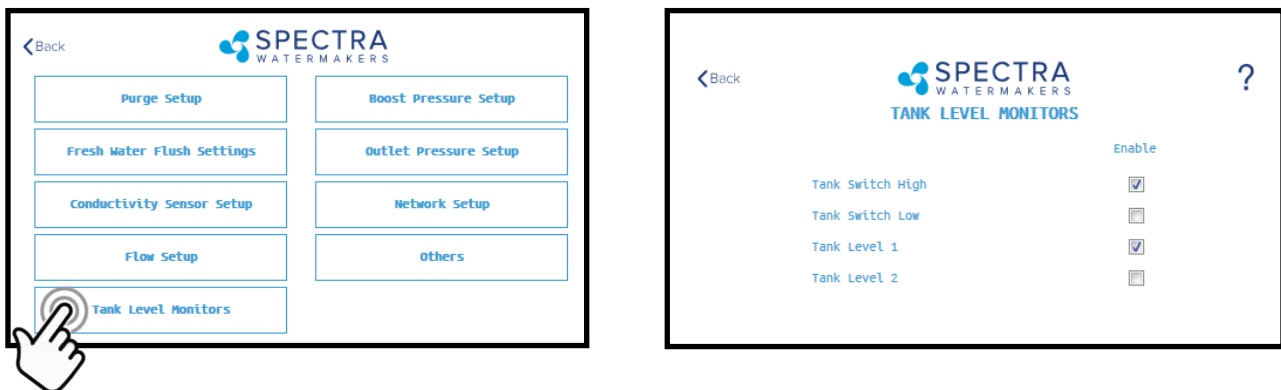 Back
SPECTRA
WATERMAKERS
Purge Setup
Boost Pressure Setup
Fresh Water Flush Settings
Outlet Pressure Setup
Conductivity Sensor Setup
Network Setup
Flow Setup
Others
Tank Level Monitors
Back
SPECTRA
WATERMAKERS
?
TANK LEVEL MONITORS
Enable
Tank Switch High
Tank Switch Low
Tank Level 1
Tank Level 2